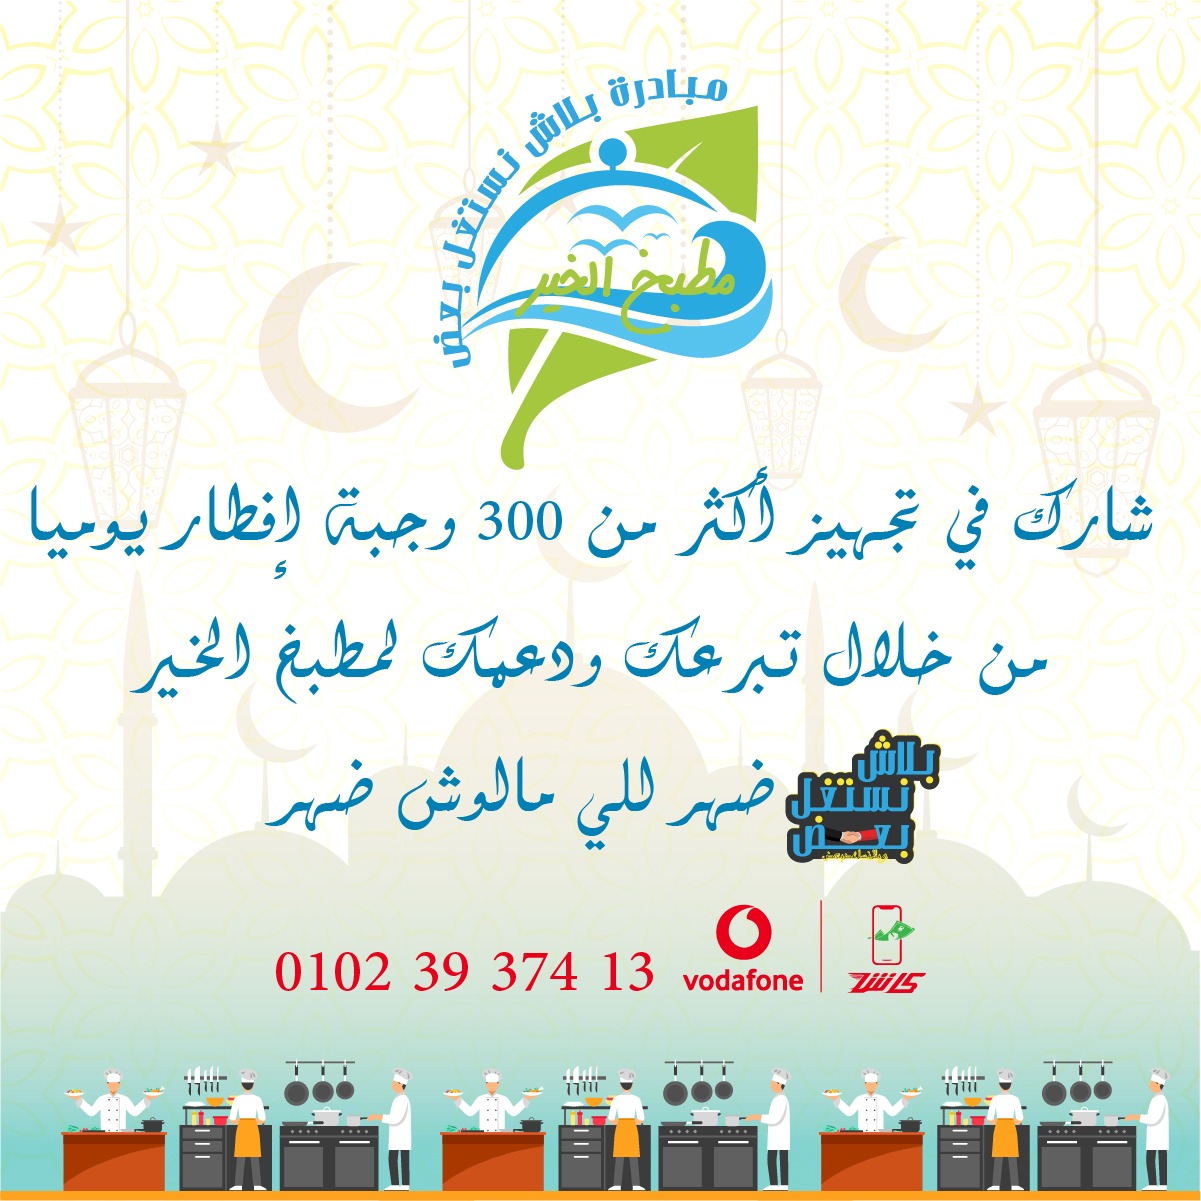 مبادرة بلاش نستغل بعض
مطبخ الخير
شارك في تجهيز أكثر من 300 وجبة إفطار يوميا
من خلال تبرعك ودعمك لمطبخ الخير
بلاش
نستغل
بعض
ضهر للي مالوش ضهر
0102 39 374 13
vodafone
كاش